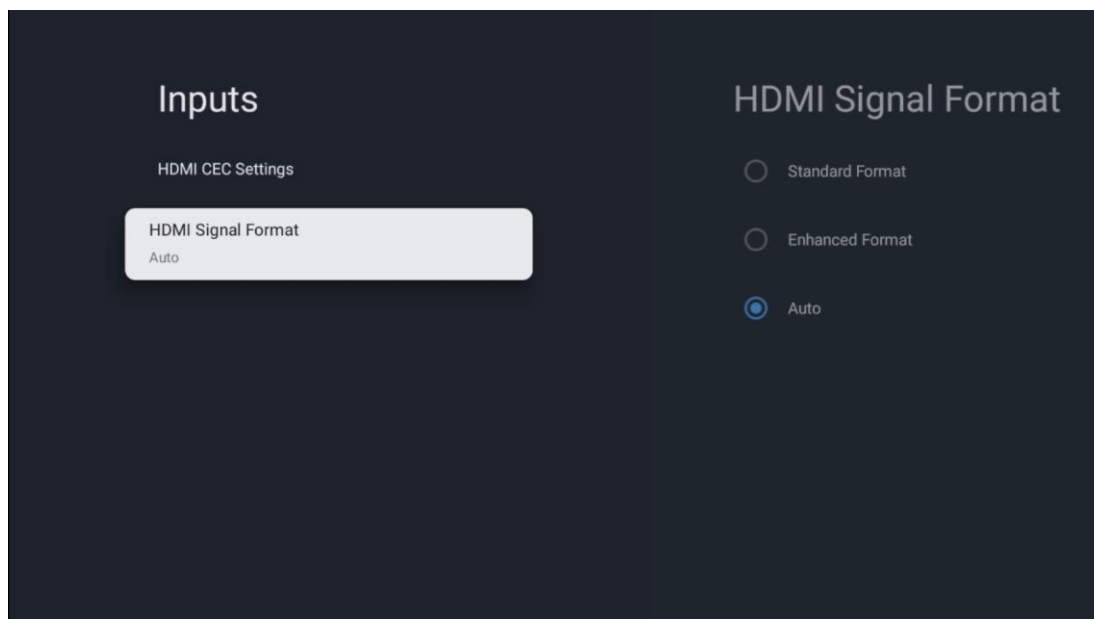 Inputs
HDMI CEC Settings
HDMI Signal Format
Auto
HDMI Signal Format
Standard Format
Enhanced Format
Auto